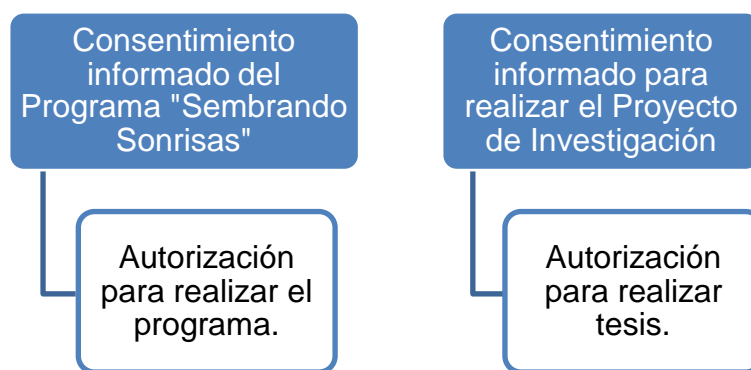 Consentimiento
informado del
Programa "Sembrando
Sonrisas"
Autorización
para realizar el
programa.
Consentimiento
informado para
realizar el Proyecto
de Investigación
Autorización
para realizar
tesis.